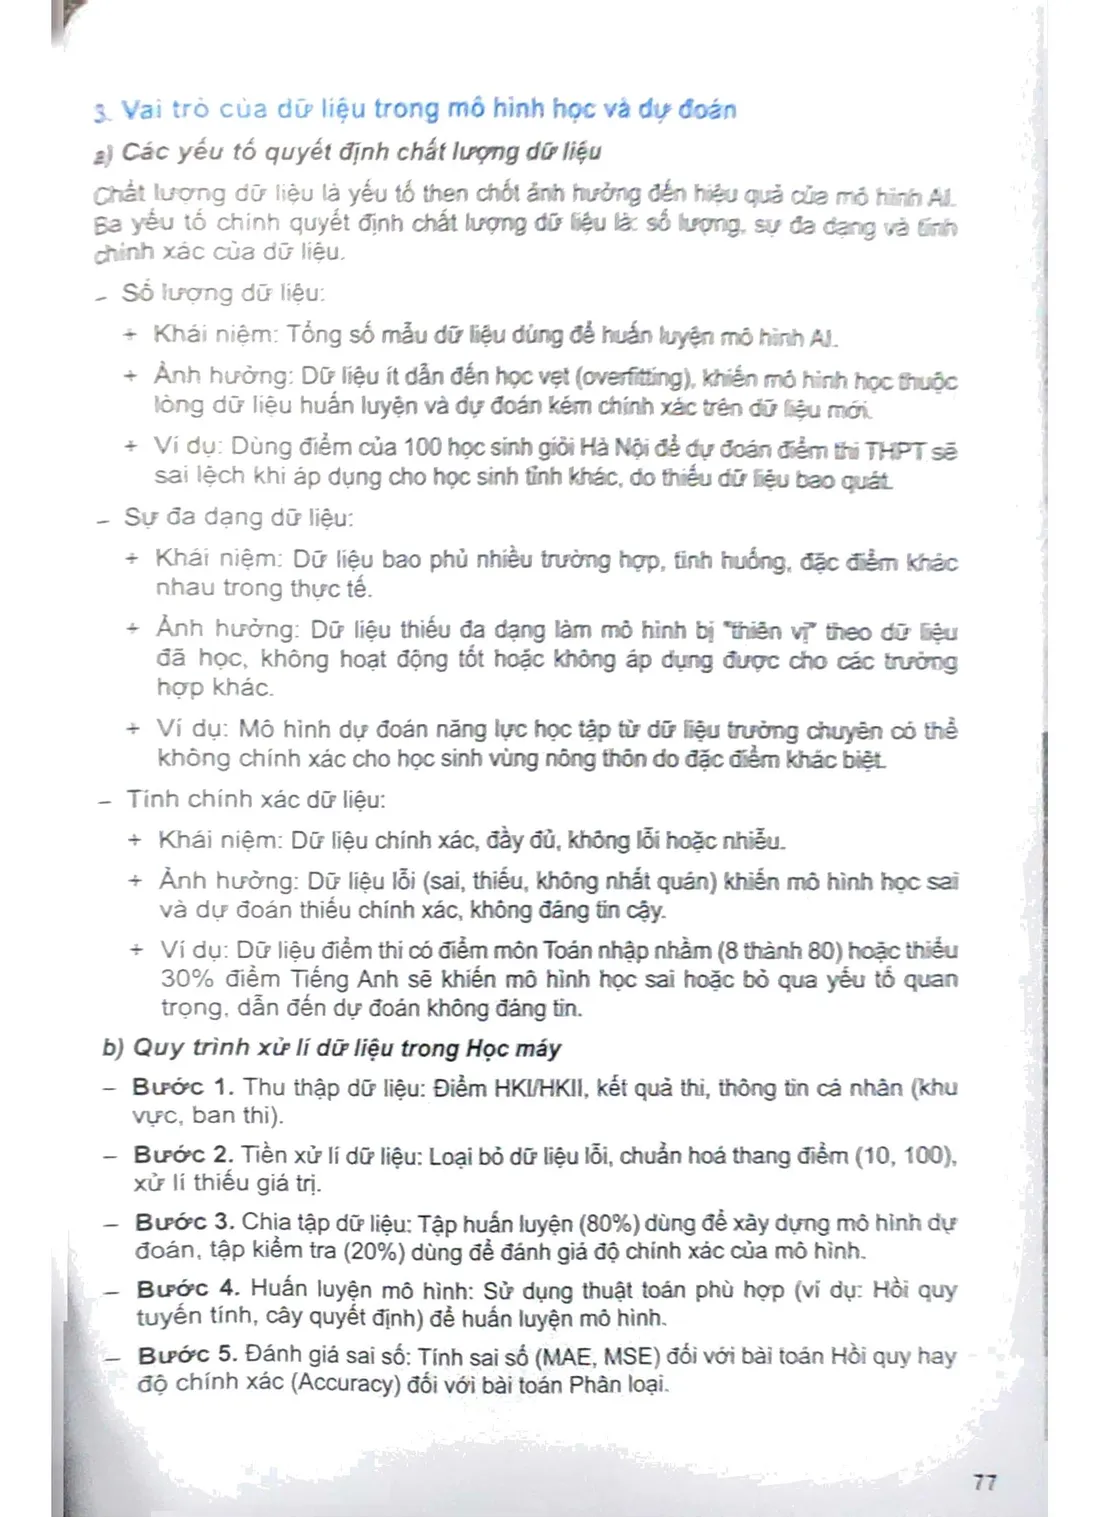 3. Vai trò của dữ liệu trong mô hình học và dự đoán
a) Các yếu tố quyết định chất lượng dữ liệu
Chất lượng dữ liệu là yếu tố then chốt ảnh hưởng đến hiệu quả của mô hình AI.
Ba yếu tố chính quyết định chất lượng dữ liệu là: số lượng, sự đa dạng và tính
chính xác của dữ liệu.
– Số lượng dữ liệu:
+ Khái niệm: Tổng số mẫu dữ liệu dùng để huấn luyện mô hình AI.
+ Ảnh hưởng: Dữ liệu ít dẫn đến học vẹt (overfitting), khiến mô hình học thuộc
lòng dữ liệu huấn luyện và dự đoán kém chính xác trên dữ liệu mới.
+ Ví dụ: Dùng điểm của 100 học sinh giỏi Hà Nội để dự đoán điểm thi THPT sẽ
sai lệch khi áp dụng cho học sinh tỉnh khác, do thiếu dữ liệu bao quát.
– Sự đa dạng dữ liệu:
+ Khái niệm: Dữ liệu bao phủ nhiều trường hợp, tình huống, đặc điểm khác
nhau trong thực tế.
+ Ảnh hưởng: Dữ liệu thiếu đa dạng làm mô hình bị "thiên vị" theo dữ liệu
đã học, không hoạt động tốt hoặc không áp dụng được cho các trường
hợp khác.
+ Ví dụ: Mô hình dự đoán năng lực học tập từ dữ liệu trường chuyên có thể
không chính xác cho học sinh vùng nông thôn do đặc điểm khác biệt.
– Tính chính xác dữ liệu:
+ Khái niệm: Dữ liệu chính xác, đầy đủ, không lỗi hoặc nhiễu.
+ Ảnh hưởng: Dữ liệu lỗi (sai, thiếu, không nhất quán) khiến mô hình học sai
và dự đoán thiếu chính xác, không đáng tin cậy.
+ Ví dụ: Dữ liệu điểm thi có điểm môn Toán nhập nhầm (8 thành 80) hoặc thiếu
30% điểm Tiếng Anh sẽ khiến mô hình học sai hoặc bỏ qua yếu tố quan
trọng, dẫn đến dự đoán không đáng tin.
b) Quy trình xử lí dữ liệu trong Học máy
– Bước 1. Thu thập dữ liệu: Điểm HKI/HKII, kết quả thi, thông tin cá nhân (khu
vực, ban thi).
– Bước 2. Tiền xử lí dữ liệu: Loại bỏ dữ liệu lỗi, chuẩn hoá thang điểm (10, 100),
xử lí thiếu giá trị.
– Bước 3. Chia tập dữ liệu: Tập huấn luyện (80%) dùng để xây dựng mô hình dự
đoán, tập kiểm tra (20%) dùng để đánh giá độ chính xác của mô hình.
– Bước 4. Huấn luyện mô hình: Sử dụng thuật toán phù hợp (ví dụ: Hồi quy
tuyến tính, cây quyết định) để huấn luyện mô hình.
– Bước 5. Đánh giá sai số: Tính sai số (MAE, MSE) đối với bài toán Hồi quy hay
độ chính xác (Accuracy) đối với bài toán Phân loại.
77